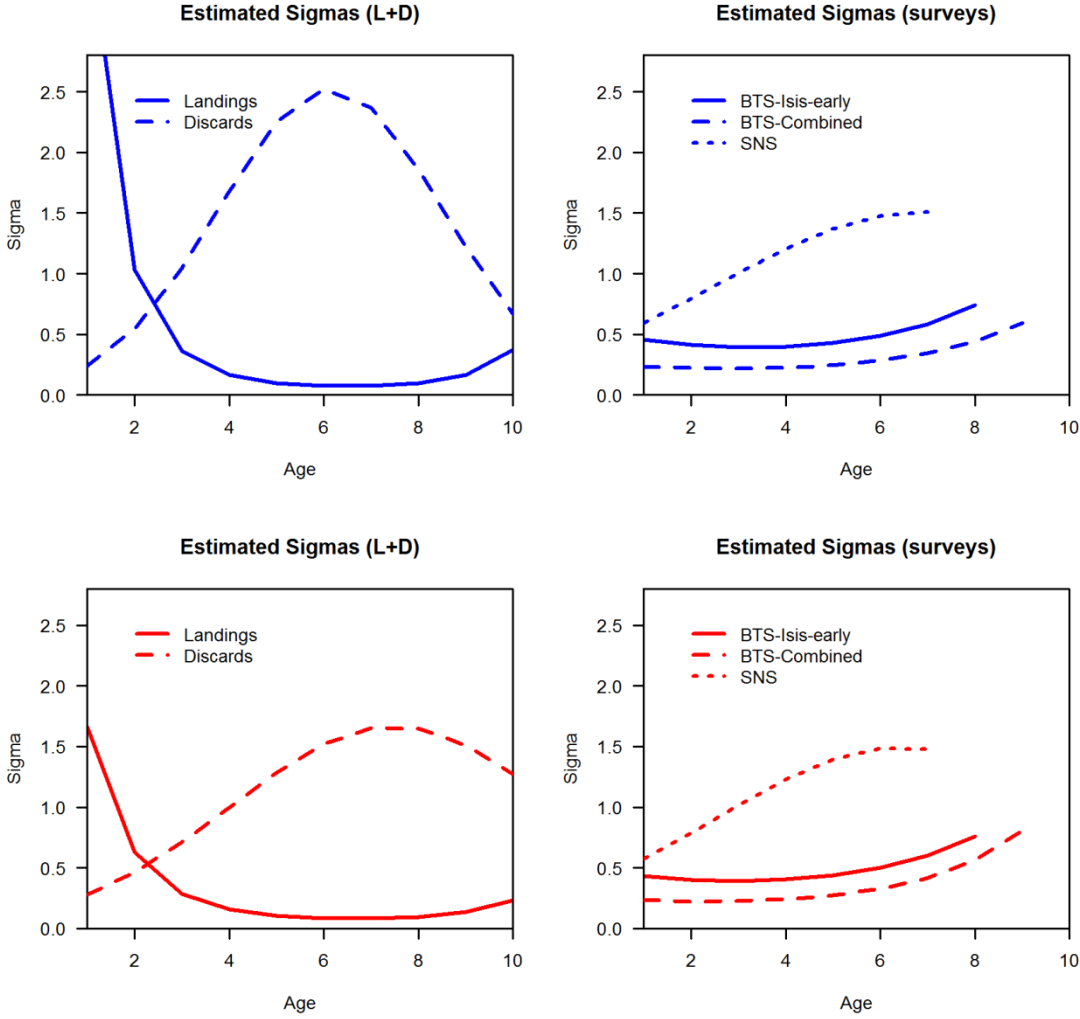 Estimated Sigmas (L+D)
Sigma
2.5
2.0
1.5
1.0
0.5
0.0
Landings
Discards
2 4 6 8 10
Age
Estimated Sigmas (surveys)
Sigma
2.5
2.0
1.5
1.0
0.5
0.0
BTS-Isis-early
BTS-Combined
SNS
2 4 6 8 10
Age
Estimated Sigmas (L+D)
Sigma
2.5
2.0
1.5
1.0
0.5
0.0
Landings
Discards
2 4 6 8 10
Age
Estimated Sigmas (surveys)
Sigma
2.5
2.0
1.5
1.0
0.5
0.0
BTS-Isis-early
BTS-Combined
SNS
2 4 6 8 10
Age